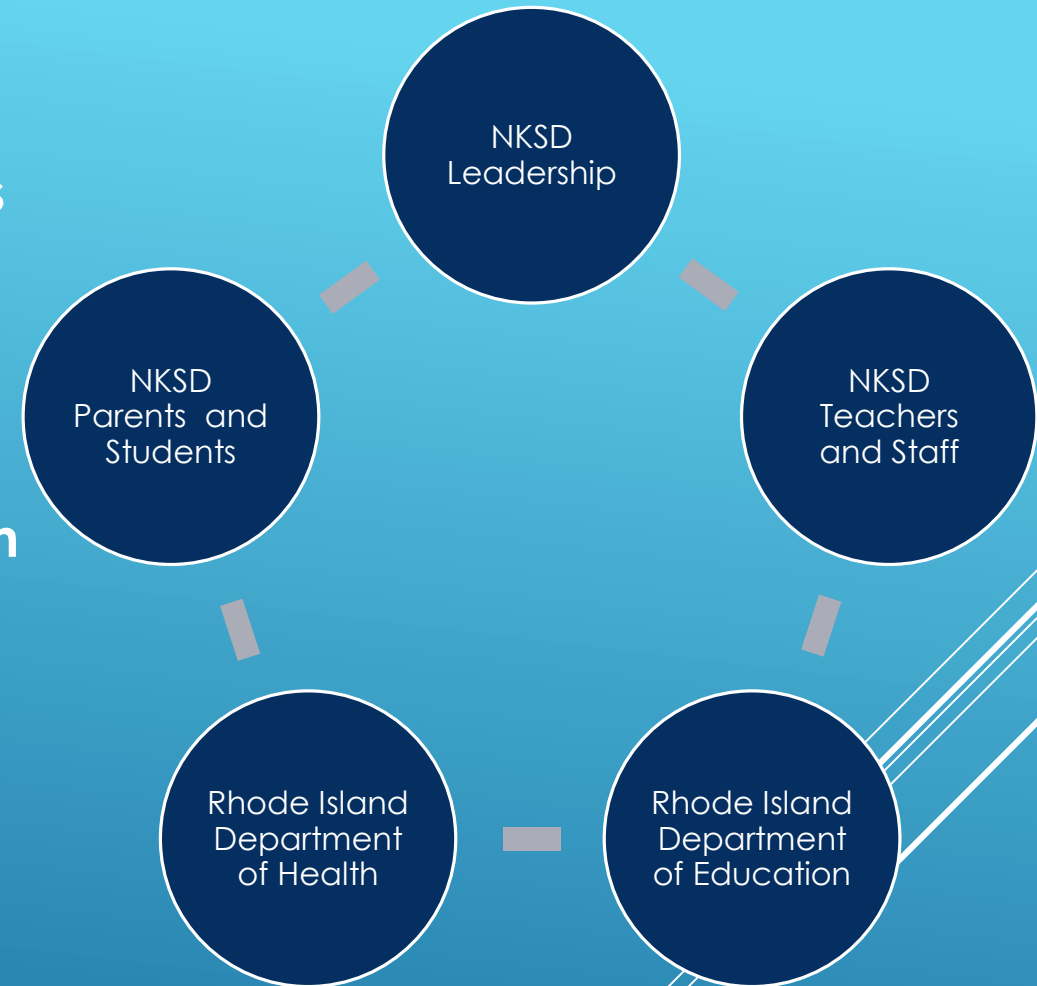 NKSD
Leadership
NKSD
Parents and
Students
NKSD
Teachers
and Staff
Rhode Island
Department
of Health
Rhode Island
Department
of Education